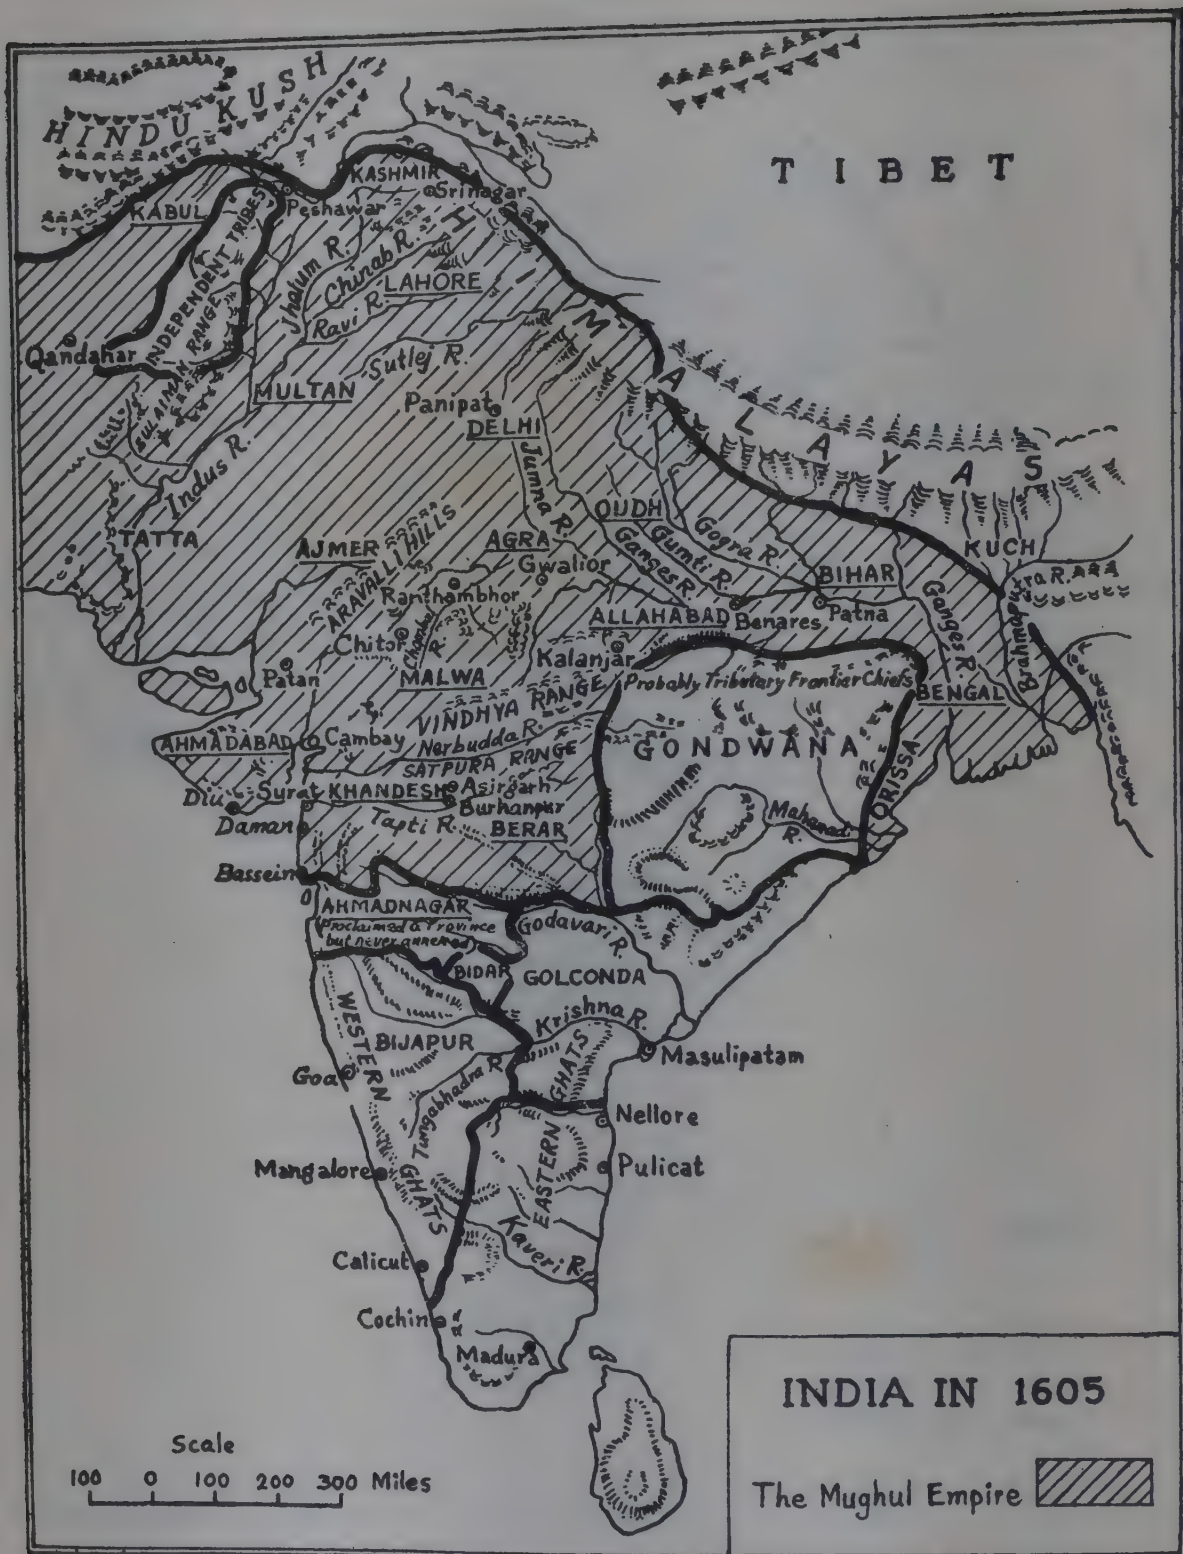 HINDU KUSH
TIBET
KASHMIR
Srinagar
KABUL
Peshawar
INDEPENDENT TRIBES
Jhalum R.
Chinab R.
LAHORE
Ravi R.
HIMALAYAS
Qandahar
SULAIMAN RANGE
Sutlej R.
MULTAN
Panipat
DELHI
Indus R.
Jumna R.
TATTA
AJMER
ARAVALLI HILLS
AGRA
Gwalior
OUDH
Ganges R.
Gumti R.
Gogra R.
KUCH
BIHAR
Ganges R.
Brahmaputra R.
Ranthambhor
ALLAHABAD
Benares
Patna
Chitor
Chambal R.
Kalanjar
Patan
MALWA
Probably Tributary Frontier Chiefs
BENGAL
VINDHYA RANGE
AHMADABAD
Cambay
Nerbudda R.
GONDWANA
SATPURA RANGE
ORISSA
Diu
Surat
KHANDESH
Asirgarh
Burhanpur
Mahanadi R.
Daman
Tapti R.
BERAR
Bassein
AHMADNAGAR
Proclaimed a Province
but never annexed
Godavari R.
BIDAR
GOLCONDA
WESTERN GHATS
Krishna R.
BIJAPUR
Masulipatam
Goa
Tungabhadra R.
EASTERN GHATS
Nellore
Mangalore
Pulicat
Kaveri R.
Calicut
Cochin
Madura
INDIA IN 1605
The Mughul Empire
Scale
100 0 100 200 300 Miles